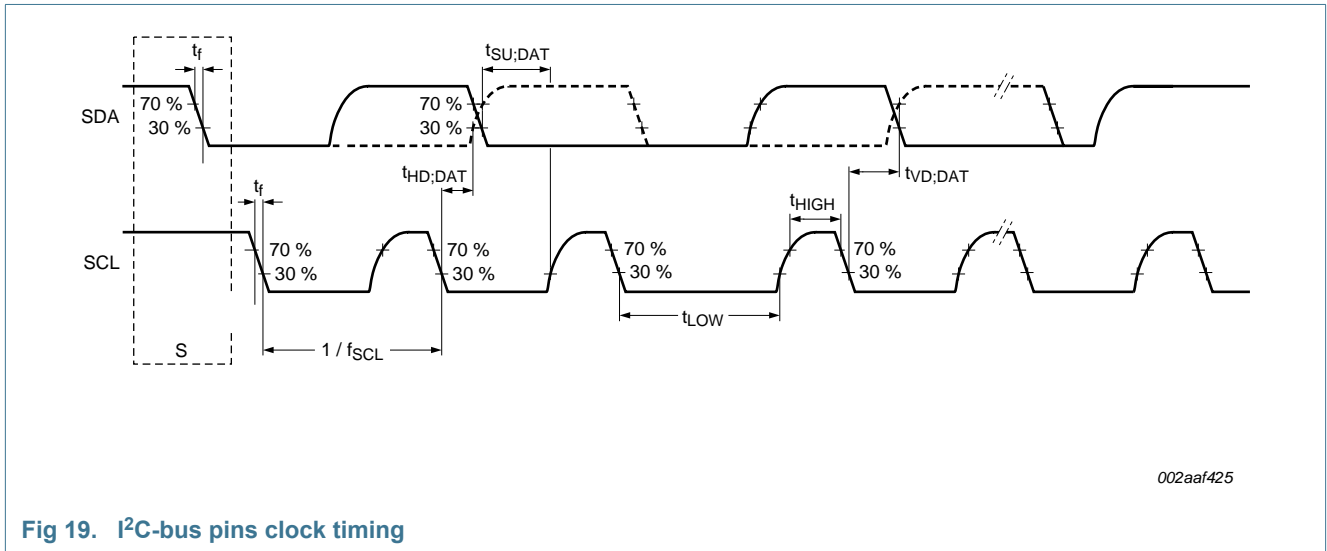 tf
tSU;DAT
SDA
70 %
30 %
70 %
30 %
tHD;DAT
tf
tVD;DAT
tHIGH
SCL
70 %
30 %
70 %
30 %
70 %
30 %
70 %
30 %
tLOW
S
1 / fSCL
002aaf425
Fig 19. I²C-bus pins clock timing